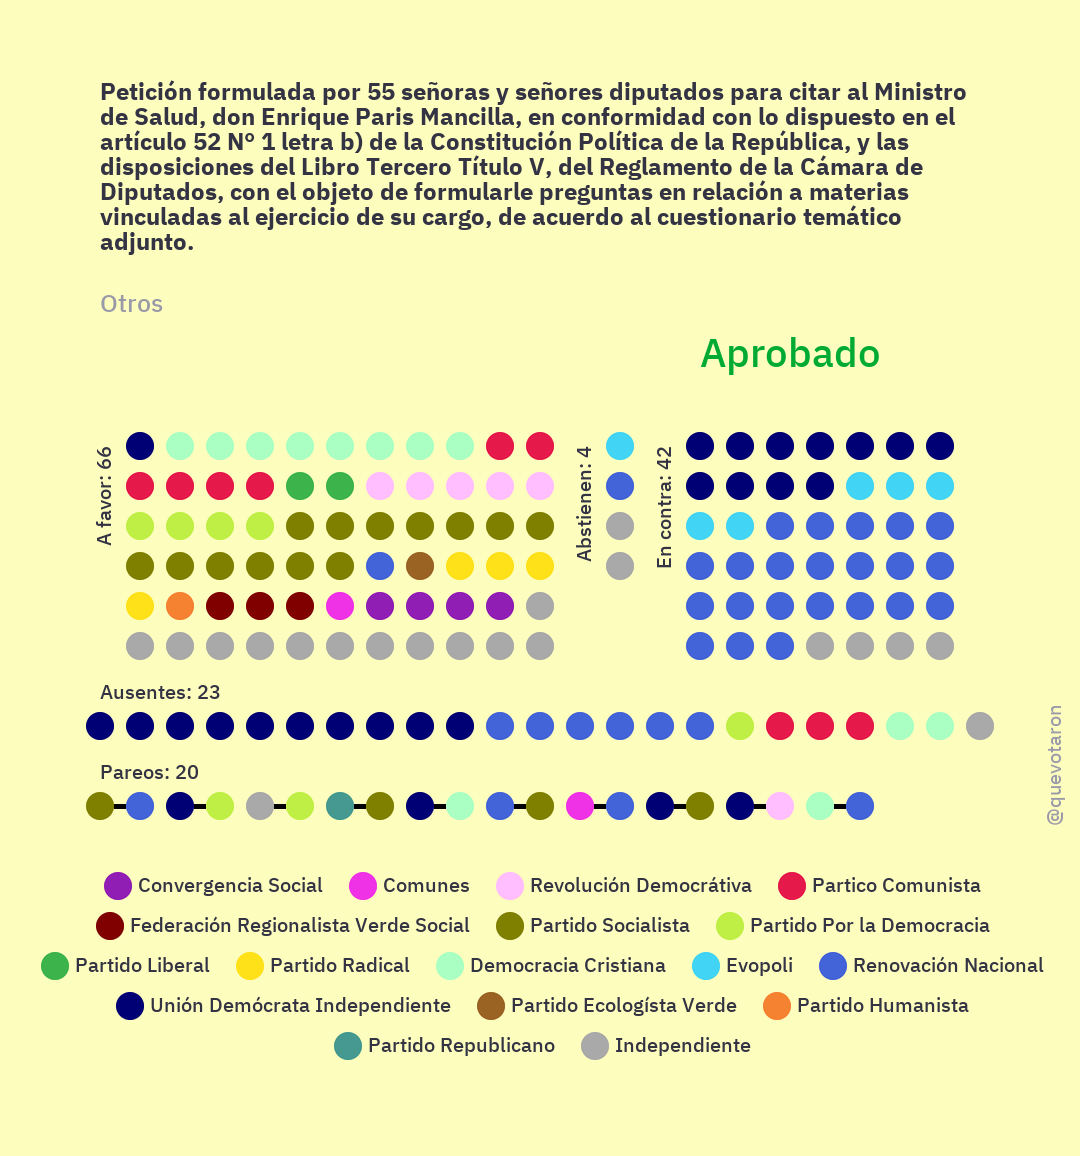 Petición formulada por 55 señoras y señores diputados para citar al Ministro
de Salud, don Enrique Paris Mancilla, en conformidad con lo dispuesto en el
artículo 52 N° 1 letra b) de la Constitución Política de la República, y las
disposiciones del Libro Tercero Título V, del Reglamento de la Cámara de
Diputados, con el objeto de formularle preguntas en relación a materias
vinculadas al ejercicio de su cargo, de acuerdo al cuestionario temático
adjunto.
Otros
Aprobado
A favor: 66
Abstienen: 4
En contra: 42
Ausentes: 23
Pareos: 20
@quevotaron
Convergencia Social
Comunes
Revolución Democrátiva
Partico Comunista
Federación Regionalista Verde Social
Partido Socialista
Partido Por la Democracia
Partido Liberal
Partido Radical
Democracia Cristiana
Evopoli
Renovación Nacional
Unión Demócrata Independiente
Partido Ecologísta Verde
Partido Humanista
Partido Republicano
Independiente